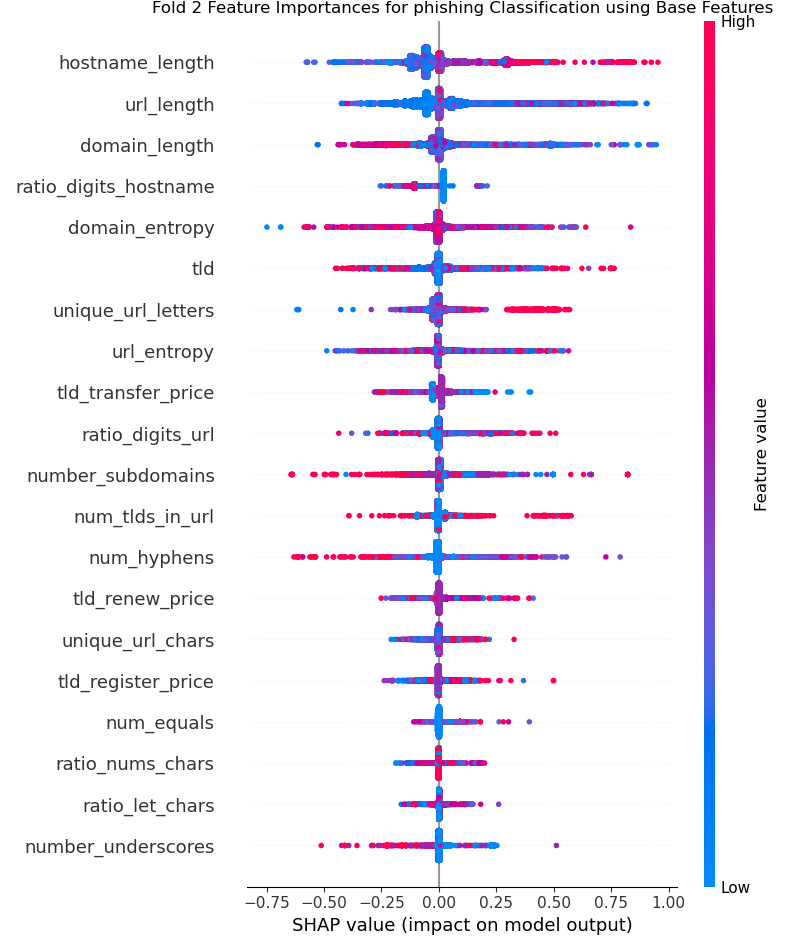 Fold 2 Feature Importances for phishing Classification using Base Features
High
hostname_length
url_length
domain_length
ratio_digits_hostname
domain_entropy
tld
unique_url_letters
url_entropy
tld_transfer_price
ratio_digits_url
number_subdomains
num_tlds_in_url
num_hyphens
tld_renew_price
unique_url_chars
tld_register_price
num_equals
ratio_nums_chars
ratio_let_chars
number_underscores
Feature value
Low
−0.75 −0.50 −0.25 0.00 0.25 0.50 0.75 1.00
SHAP value (impact on model output)